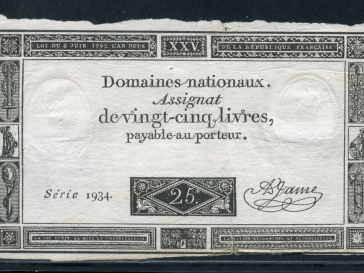 LOI DU 6 JUIN 1793. L'AN DEUX
XXV.
DE LA RÉPUBLIQUE FRANÇAISE
Domaines nationaux.
Assignat
de vingt-cinq livres,
payable au porteur.
Série 1934.
25.
A Jame